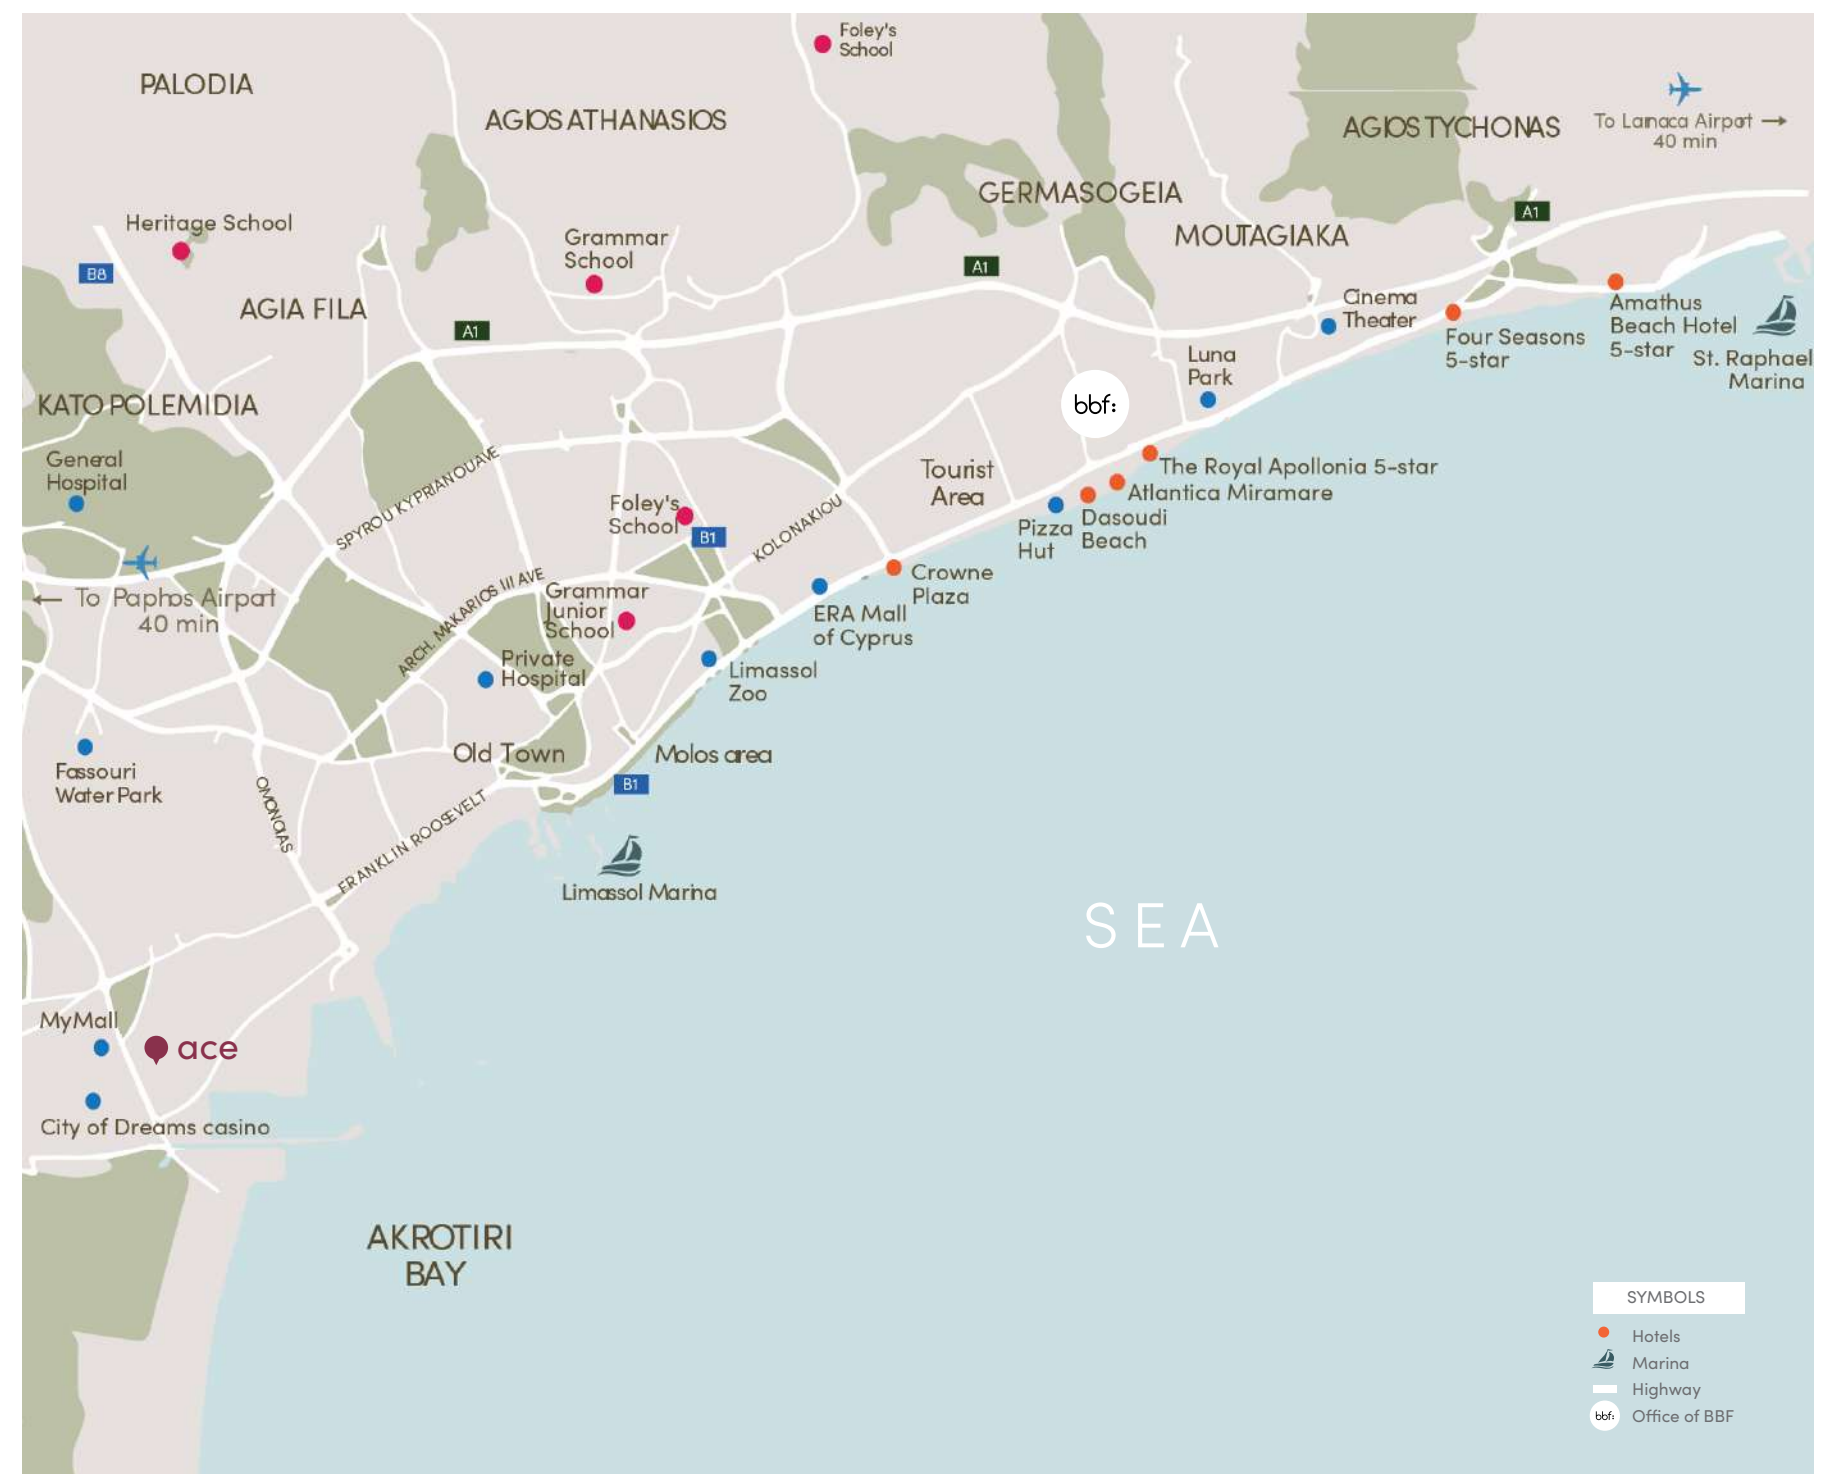 Foley's
School
PALODIA
AGIOS ATHANASIOS
AGIOS TYCHONAS
To Larnaca Airport →
40 min
GERMASOGEIA
A1
MOUTAGIAKA
Heritage School
Grammar
School
B8
A1
AGIA FILA
A1
Cinema
Theater
Amathus
Beach Hotel
5-star
Four Seasons
5-star
St. Raphael
Marina
Luna
Park
KATO POLEMIDIA
bbf:
General
Hospital
SPYROU KYPRIANOU AVE
Tourist
Area
The Royal Apollonia 5-star
Atlantica Miramare
Dasoudi
Beach
Pizza
Hut
Foley's
School
B1
KOLONAKIOU
Crowne
Plaza
ERA Mall
of Cyprus
← To Paphos Airport
40 min
ARCH. MAKARIOS III AVE
Grammar
Junior
School
Private
Hospital
Limassol
Zoo
Old Town
Molos area
B1
Fassouri
Water Park
OMONOIAS
FRANKLIN ROOSEVELT
Limassol Marina
SEA
MyMall
ace
City of Dreams casino
AKROTIRI
BAY
SYMBOLS
Hotels
Marina
Highway
bbf: Office of BBF